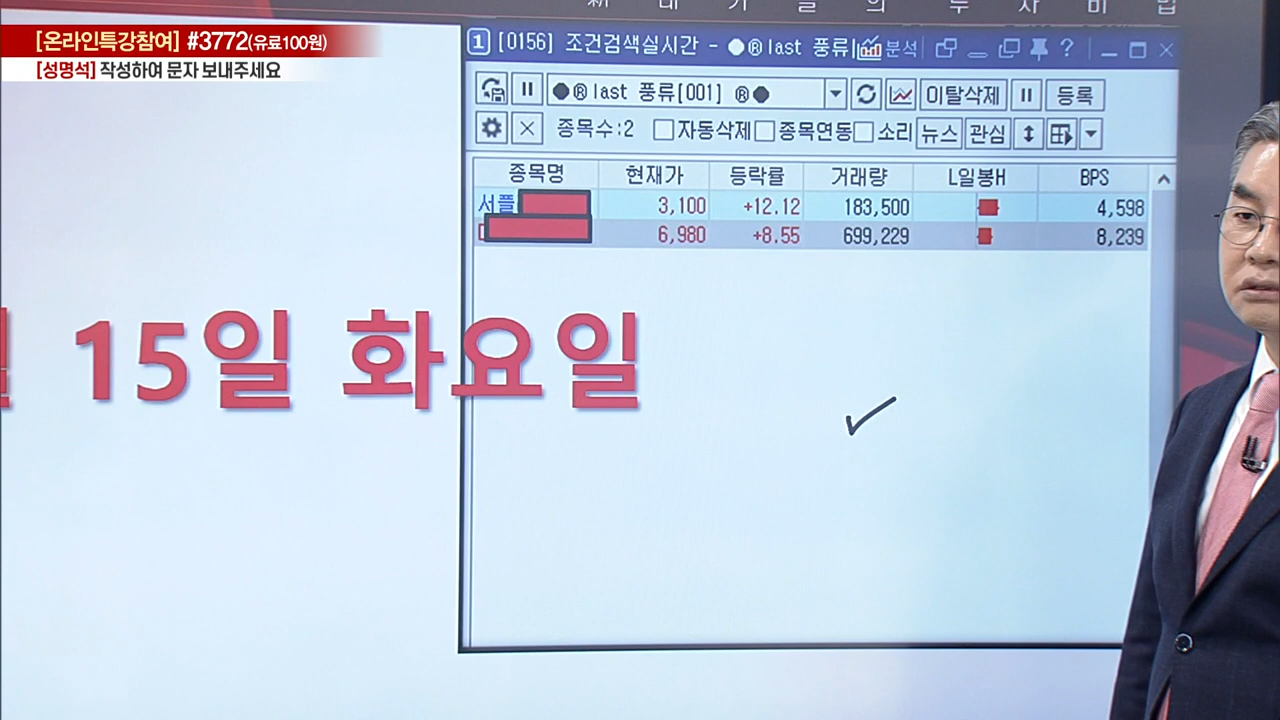 [온라인특강참여] #3772(유료100원)
[성명석] 작성하여 문자 보내주세요
1 [0156] 조건검색실시간 - ●®last 풍류 분석 ?
●®last 풍류[001] ®● 이탈삭제 등록
종목수:2 자동삭제 종목연동 소리 뉴스 관심
종목명 현재가 등락률 거래량 L일봉H BPS
서플 3,100 +12.12 183,500 4,598
6,980 +8.55 699,229 8,239
15일 화요일